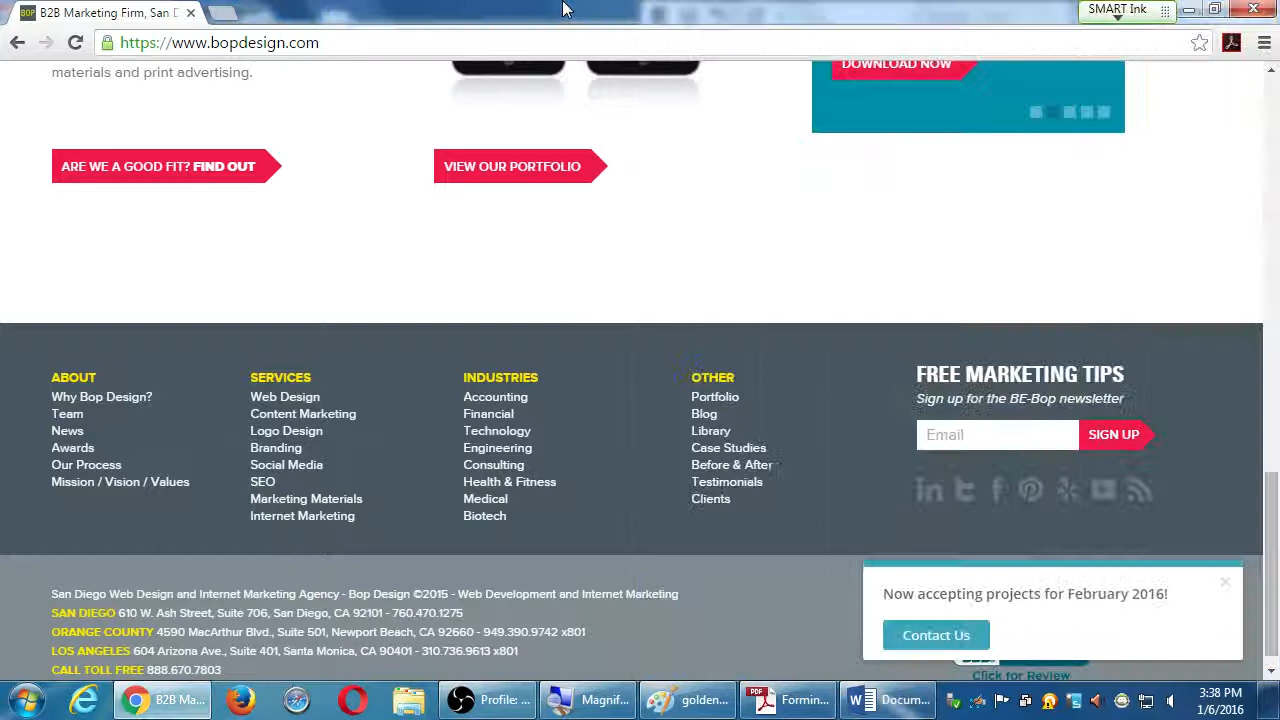 B2B Marketing Firm, San D
SMART Ink
https://www.bopdesign.com
materials and print advertising.
DOWNLOAD NOW
ARE WE A GOOD FIT? FIND OUT
VIEW OUR PORTFOLIO
ABOUT
Why Bop Design?
Team
News
Awards
Our Process
Mission / Vision / Values
SERVICES
Web Design
Content Marketing
Logo Design
Branding
Social Media
SEO
Marketing Materials
Internet Marketing
INDUSTRIES
Accounting
Financial
Technology
Engineering
Consulting
Health & Fitness
Medical
Biotech
OTHER
Portfolio
Blog
Library
Case Studies
Before & After
Testimonials
Clients
FREE MARKETING TIPS
Sign up for the BE-Bop newsletter
Email
SIGN UP
San Diego Web Design and Internet Marketing Agency - Bop Design ©2015 - Web Development and Internet Marketing
SAN DIEGO 610 W. Ash Street, Suite 706, San Diego, CA 92101 - 760.470.1275
ORANGE COUNTY 4590 MacArthur Blvd., Suite 501, Newport Beach, CA 92660 - 949.390.9742 x801
LOS ANGELES 604 Arizona Ave., Suite 401, Santa Monica, CA 90401 - 310.736.9613 x801
CALL TOLL FREE 888.670.7803
Now accepting projects for February 2016!
Contact Us
Click for Review
B2B Ma...
Profile: ...
Magnif...
golden...
Formin...
Docum...
3:38 PM
1/6/2016